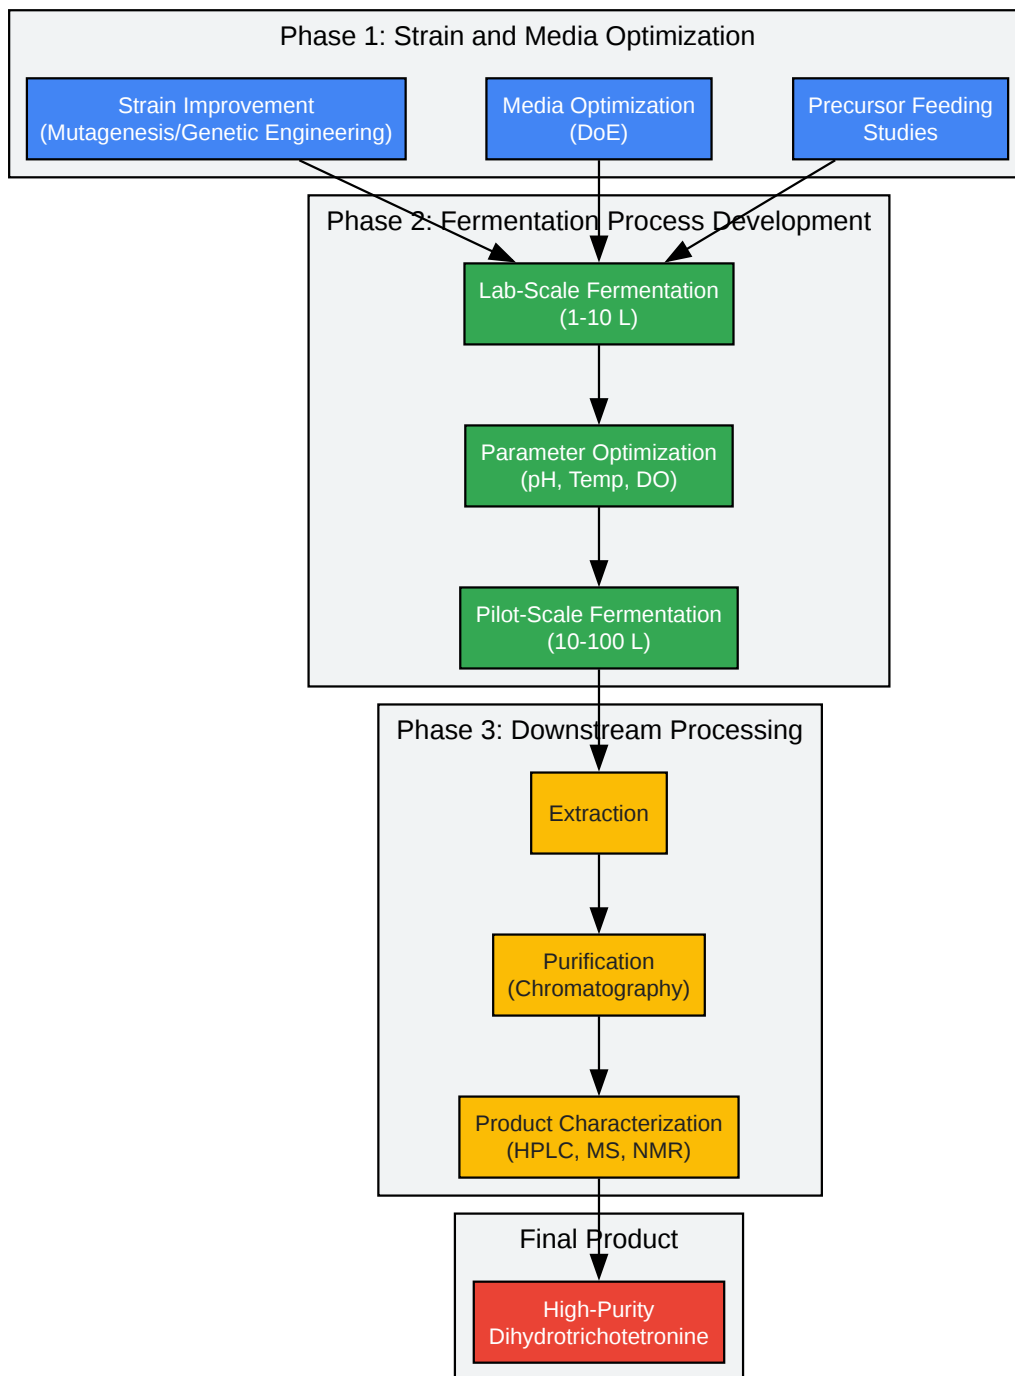 Phase 1: Strain and Media Optimization
Strain Improvement
(Mutagenesis/Genetic Engineering)
Media Optimization
(DoE)
Precursor Feeding
Studies
Phase 2: Fermentation Process Development
Lab-Scale Fermentation
(1-10 L)
Parameter Optimization
(pH, Temp, DO)
Pilot-Scale Fermentation
(10-100 L)
Phase 3: Downstream Processing
Extraction
Purification
(Chromatography)
Product Characterization
(HPLC, MS, NMR)
Final Product
High-Purity
Dihydrotrichotetronine